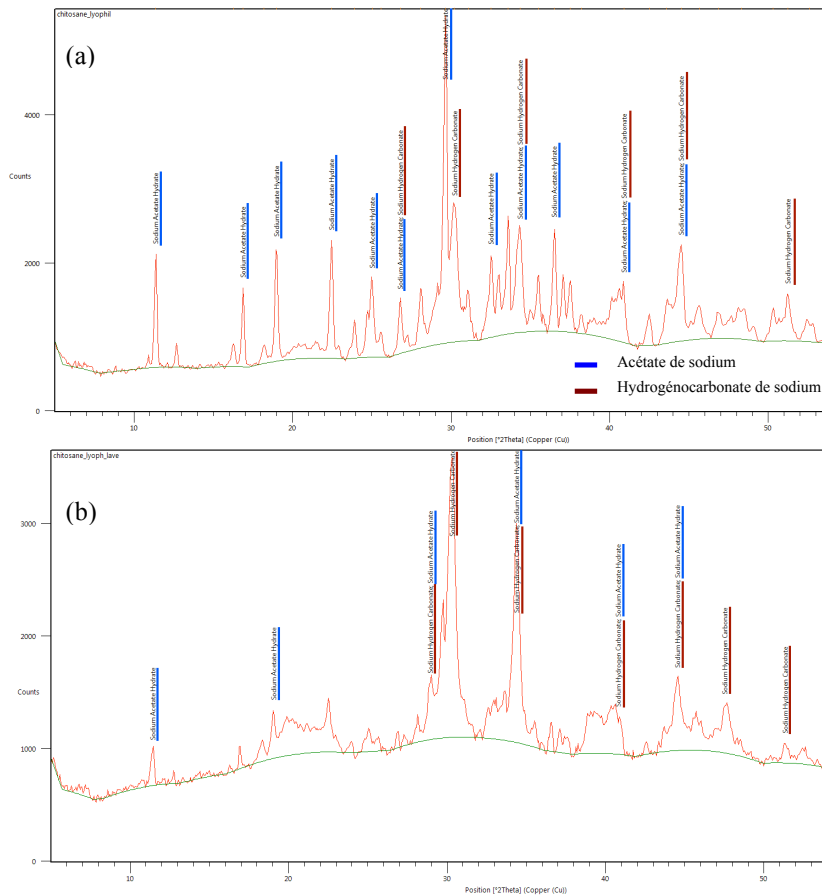 chitosane_lyophil
(a)
4000
Counts
2000
0
10
20
30
40
50
Position [°2Theta] (Copper (Cu))
Sodium Acetate Hydrate
Sodium Acetate Hydrate
Sodium Acetate Hydrate
Sodium Acetate Hydrate
Sodium Acetate Hydrate
Sodium Acetate Hydrate; Sodium Hydrogen Carbonate
Sodium Acetate Hydrate
Sodium Hydrogen Carbonate
Sodium Acetate Hydrate
Sodium Acetate Hydrate; Sodium Hydrogen Carbonate
Sodium Acetate Hydrate
Sodium Acetate Hydrate; Sodium Hydrogen Carbonate
Sodium Acetate Hydrate; Sodium Hydrogen Carbonate
Sodium Hydrogen Carbonate
Acétate de sodium
Hydrogénocarbonate de sodium
chitosane_lyoph_lave
(b)
3000
2000
Counts
1000
0
10
20
30
40
50
Position [°2Theta] (Copper (Cu))
Sodium Acetate Hydrate
Sodium Acetate Hydrate
Sodium Hydrogen Carbonate; Sodium Acetate Hydrate
Sodium Hydrogen Carbonate
Sodium Hydrogen Carbonate; Sodium Acetate Hydrate
Sodium Hydrogen Carbonate; Sodium Acetate Hydrate
Sodium Hydrogen Carbonate; Sodium Acetate Hydrate
Sodium Hydrogen Carbonate
Sodium Hydrogen Carbonate